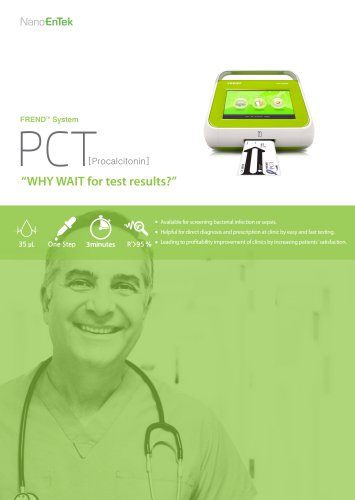 NanoEnTek
FREND™ System
PCT [Procalcitonin]
“WHY WAIT for test results?”
35 μL
One Step
3minutes
R²>95 %
• Available for screening bacterial infection or sepsis.
• Helpful for direct diagnosis and prescription at clinic by easy and fast testing.
• Leading to profitability improvement of clinics by increasing patients' satisfaction.